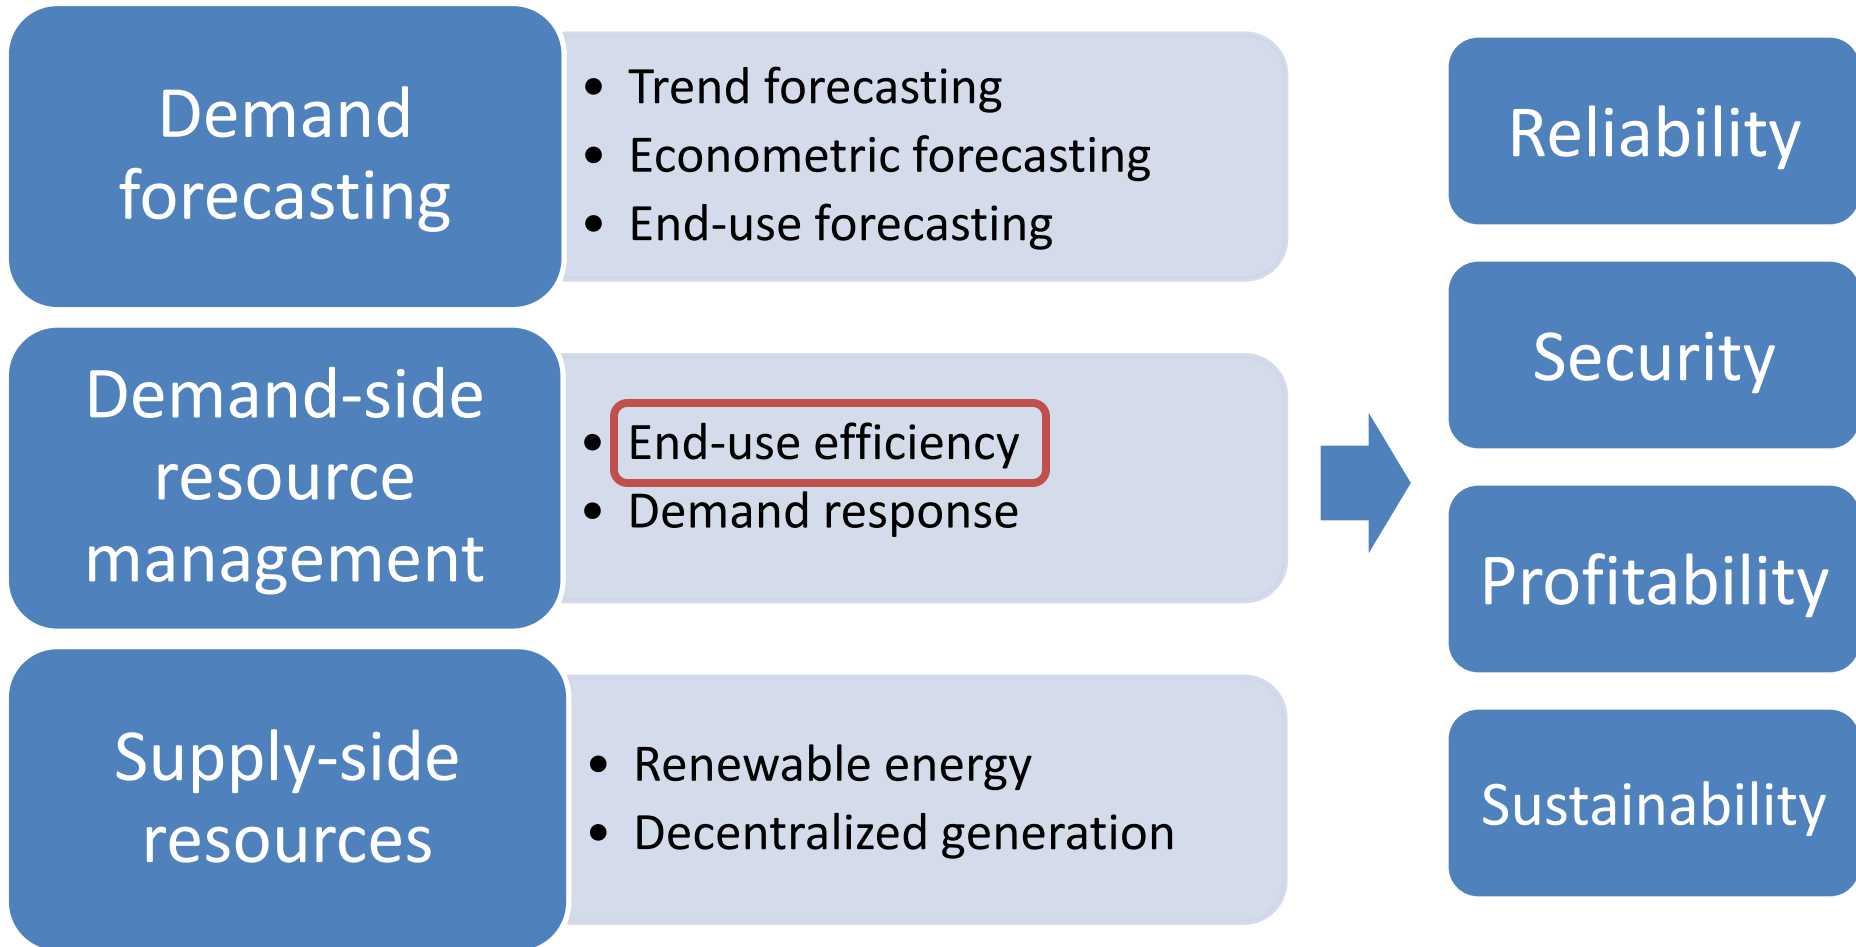 Demand
forecasting
• Trend forecasting
• Econometric forecasting
• End-use forecasting
Demand-side
resource
management
• End-use efficiency
• Demand response
Supply-side
resources
• Renewable energy
• Decentralized generation
Reliability
Security
Profitability
Sustainability